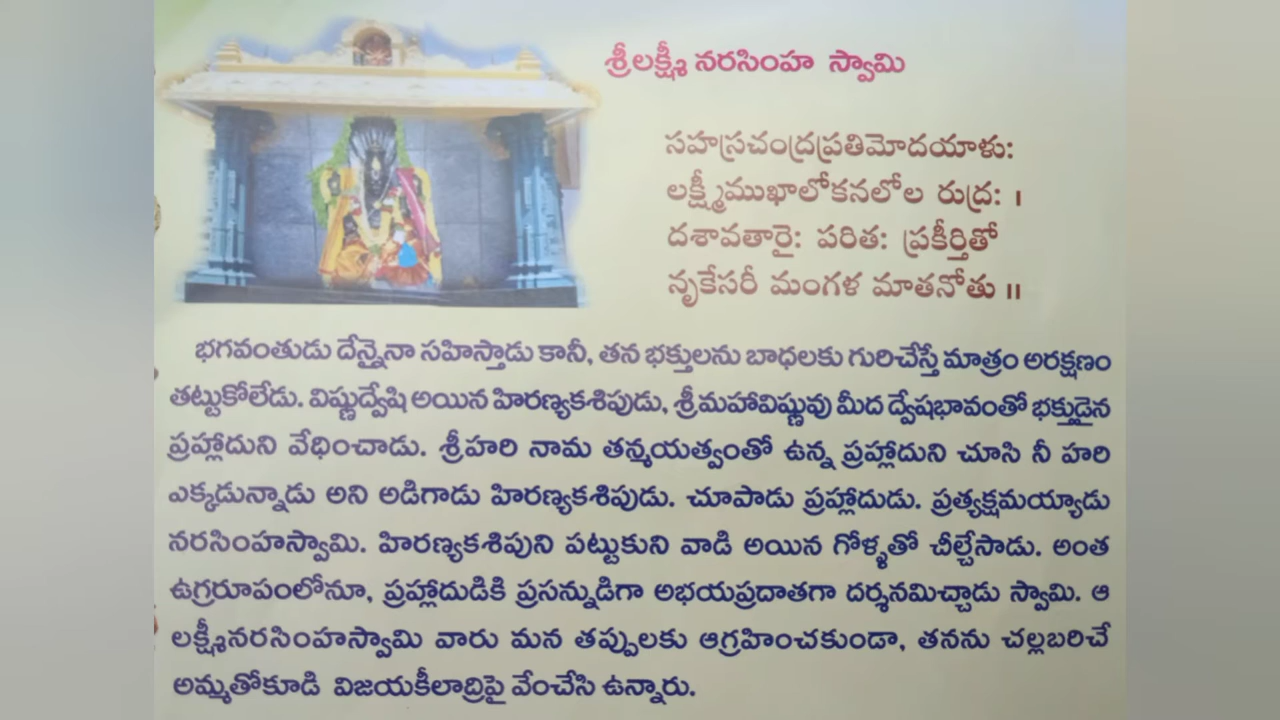 శ్రీలక్ష్మీ నరసింహ స్వామి
సహస్రచంద్రప్రతిమోదయాళు:
లక్ష్మీముఖాలోకనలోల రుద్ర: ।
దశావతారై: పరిత: ప్రకీర్తితో
నృకేసరీ మంగళ మాతనోతు ॥
భగవంతుడు దేన్నైనా సహిస్తాడు కానీ, తన భక్తులను బాధలకు గురిచేస్తే మాత్రం అరక్షణం
తట్టుకోలేడు. విష్ణుద్వేషి అయిన హిరణ్యకశిపుడు, శ్రీమహావిష్ణువు మీద ద్వేషభావంతో భక్తుడైన
ప్రహ్లాదుని వేధించాడు. శ్రీహరి నామ తన్మయత్వంతో ఉన్న ప్రహ్లాదుని చూసి నీ హరి
ఎక్కడున్నాడు అని అడిగాడు హిరణ్యకశిపుడు. చూపాడు ప్రహ్లాదుడు. ప్రత్యక్షమయ్యాడు
నరసింహస్వామి. హిరణ్యకశిపుని పట్టుకుని వాడి అయిన గోళ్ళతో చీల్చేసాడు. అంత
ఉగ్రరూపంలోనూ, ప్రహ్లాదుడికి ప్రసన్నుడిగా అభయప్రదాతగా దర్శనమిచ్చాడు స్వామి. ఆ
లక్ష్మీనరసింహస్వామి వారు మన తప్పులకు ఆగ్రహించకుండా, తనను చల్లబరిచే
అమ్మతోకూడి విజయకీలాద్రిపై వేంచేసి ఉన్నారు.